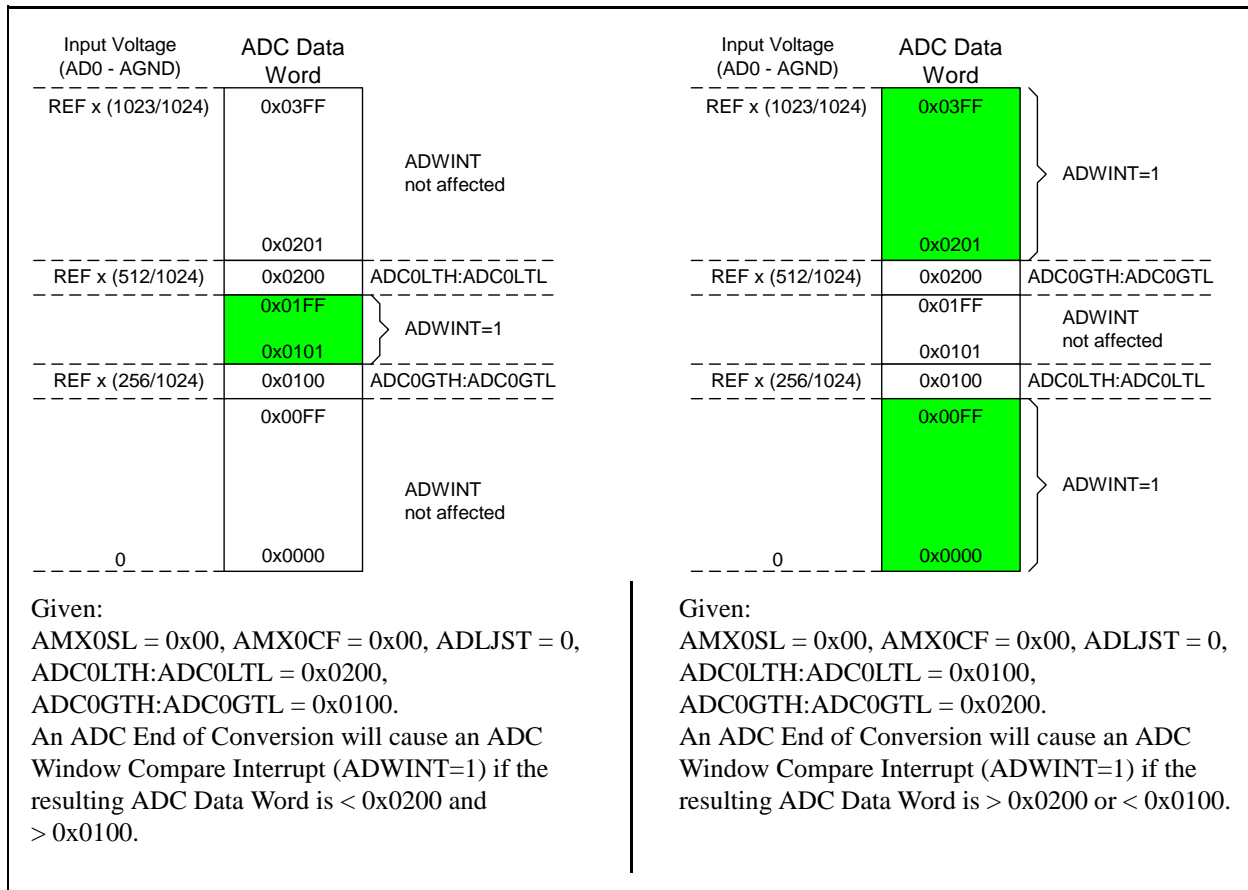 Input Voltage
(AD0 - AGND)
ADC Data
Word
REF x (1023/1024)
0x03FF
ADWINT
not affected
0x0201
REF x (512/1024)
0x0200
ADC0LTH:ADC0LTL
0x01FF
ADWINT=1
0x0101
REF x (256/1024)
0x0100
ADC0GTH:ADC0GTL
0x00FF
ADWINT
not affected
0
0x0000
Given:
AMX0SL = 0x00, AMX0CF = 0x00, ADLJST = 0,
ADC0LTH:ADC0LTL = 0x0200,
ADC0GTH:ADC0GTL = 0x0100.
An ADC End of Conversion will cause an ADC
Window Compare Interrupt (ADWINT=1) if the
resulting ADC Data Word is < 0x0200 and
> 0x0100.
Input Voltage
(AD0 - AGND)
ADC Data
Word
REF x (1023/1024)
0x03FF
ADWINT=1
0x0201
REF x (512/1024)
0x0200
ADC0GTH:ADC0GTL
0x01FF
ADWINT
not affected
0x0101
REF x (256/1024)
0x0100
ADC0LTH:ADC0LTL
0x00FF
ADWINT=1
0
0x0000
Given:
AMX0SL = 0x00, AMX0CF = 0x00, ADLJST = 0,
ADC0LTH:ADC0LTL = 0x0100,
ADC0GTH:ADC0GTL = 0x0200.
An ADC End of Conversion will cause an ADC
Window Compare Interrupt (ADWINT=1) if the
resulting ADC Data Word is > 0x0200 or < 0x0100.